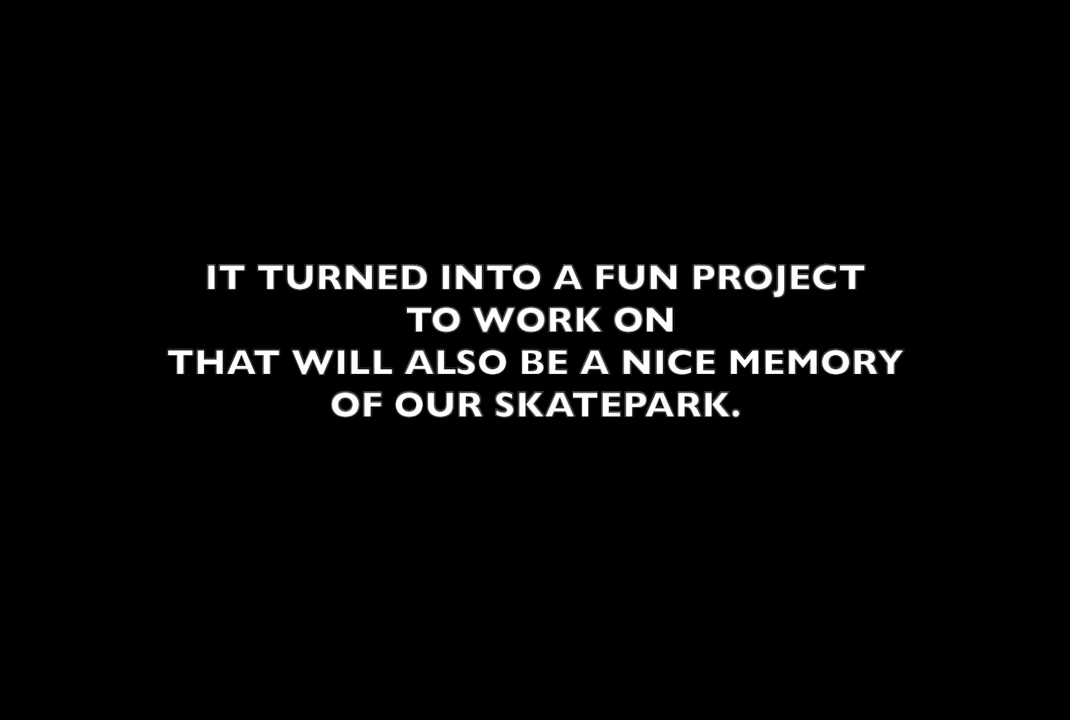 IT TURNED INTO A FUN PROJECT
TO WORK ON
THAT WILL ALSO BE A NICE MEMORY
OF OUR SKATEPARK.